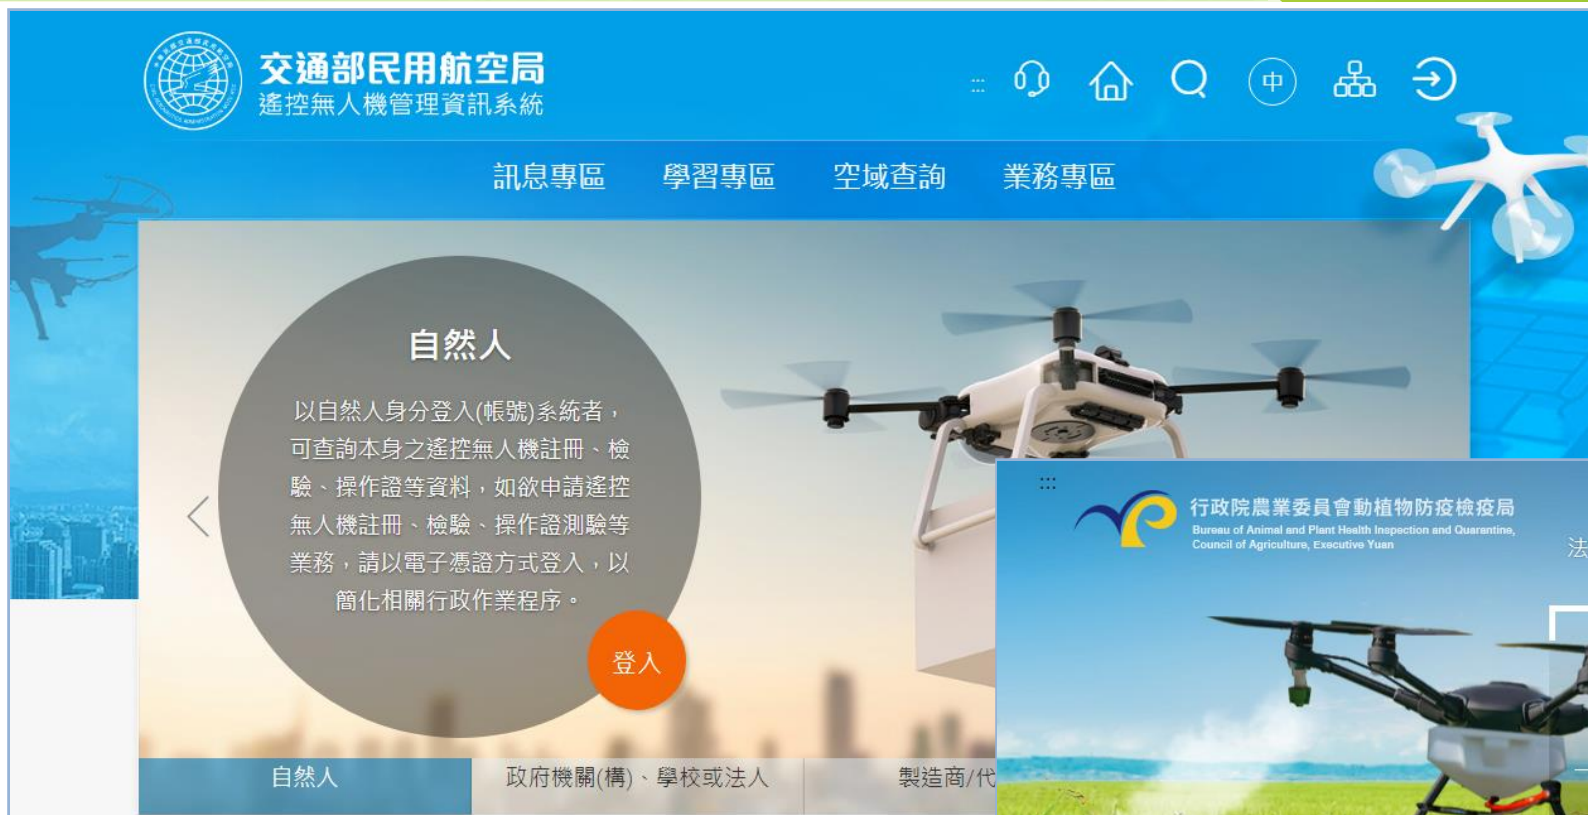 交通部民用航空局
遙控無人機管理資訊系統
中
訊息專區 學習專區 空域查詢 業務專區
自然人
以自然人身分登入(帳號)系統者，
可查詢本身之遙控無人機註冊、檢
驗、操作證等資料，如欲申請遙控
無人機註冊、檢驗、操作證測驗等
業務，請以電子憑證方式登入，以
簡化相關行政作業程序。
登入
自然人 政府機關(構)、學校或法人 製造商/代
:::
行政院農業委員會動植物防疫檢疫局
Bureau of Animal and Plant Health Inspection and Quarantine,
Council of Agriculture, Executive Yuan
法